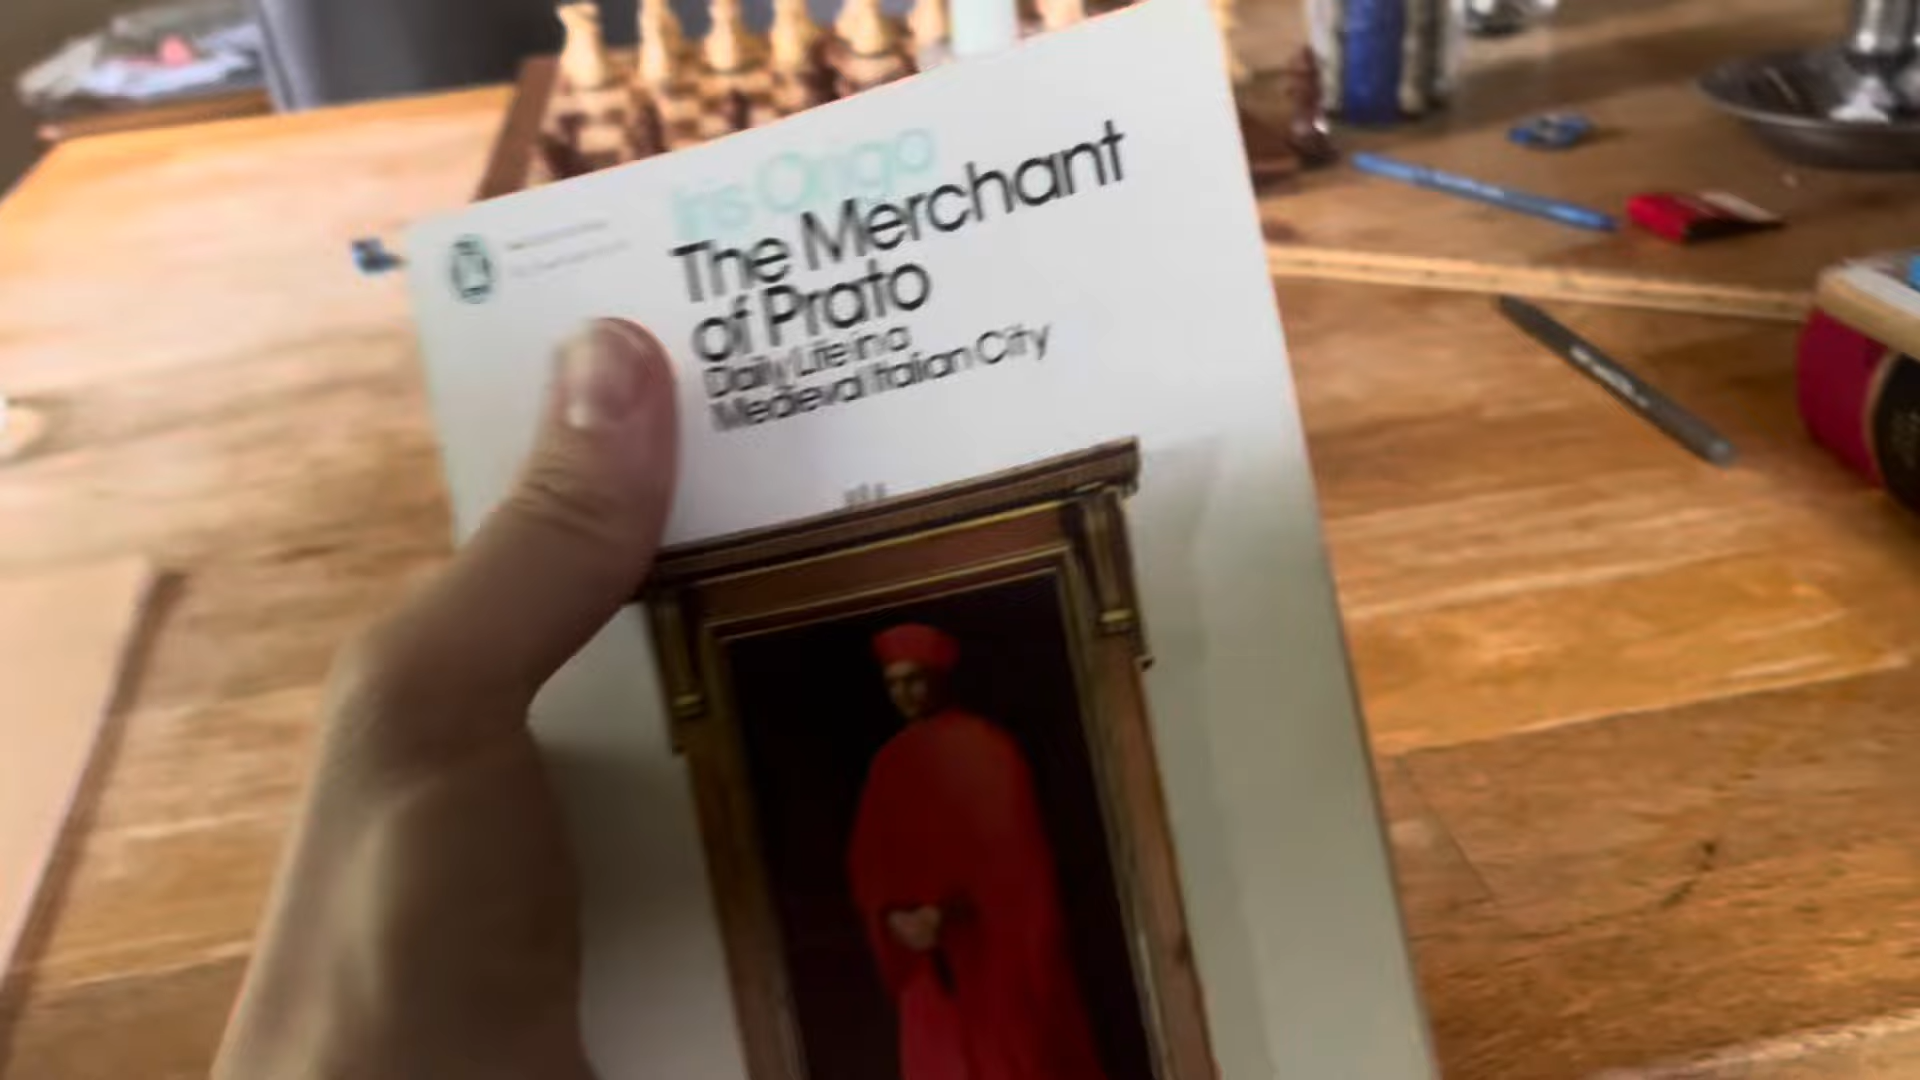 Iris Origo
The Merchant
of Prato
Daily Life in a
Medieval Italian City